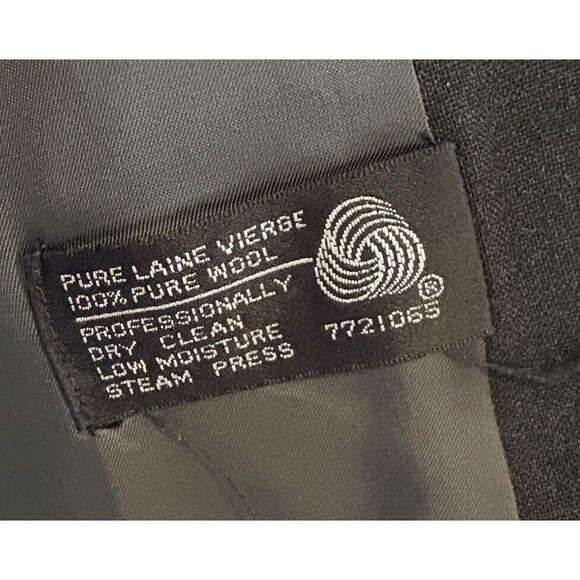 PURE LAINE VIERGE
100% PURE WOOL
PROFESSIONALLY
DRY CLEAN
LOW MOISTURE
STEAM PRESS
®
7721065